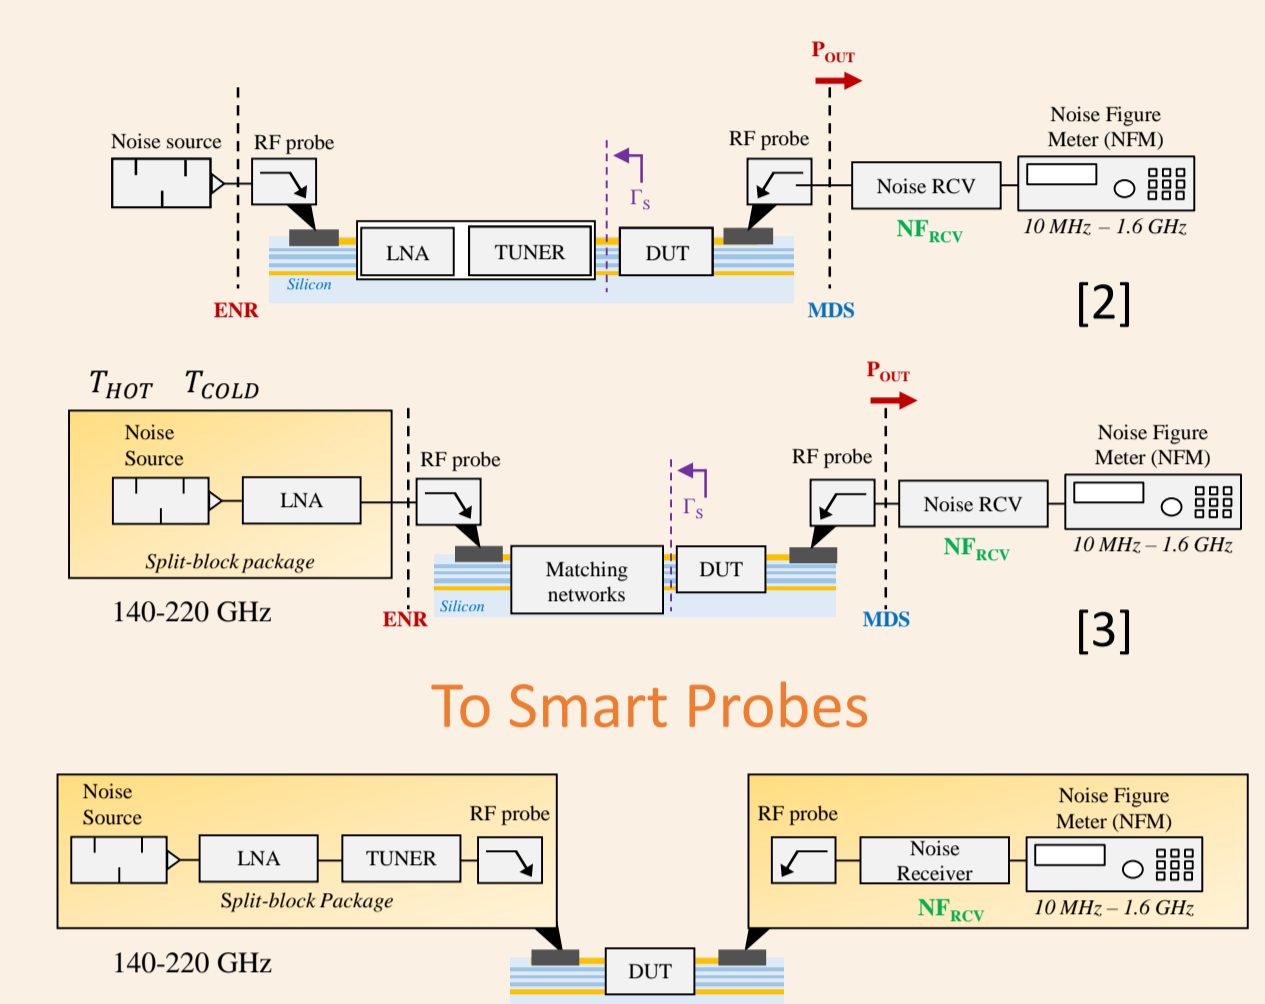 P_OUT
Noise source
RF probe
RF probe
Noise Figure
Meter (NFM)
Noise RCV
Γ_S
NF_RCV
10 MHz – 1.6 GHz
LNA
TUNER
DUT
Silicon
ENR
MDS
[2]
T_HOT T_COLD
P_OUT
Noise
Source
LNA
RF probe
RF probe
Noise Figure
Meter (NFM)
Noise RCV
Γ_S
NF_RCV
10 MHz – 1.6 GHz
Split-block package
Matching
networks
DUT
Silicon
140-220 GHz
ENR
MDS
[3]
To Smart Probes
Noise
Source
LNA
TUNER
RF probe
Split-block Package
RF probe
Noise
Receiver
Noise Figure
Meter (NFM)
NF_RCV
10 MHz – 1.6 GHz
140-220 GHz
DUT